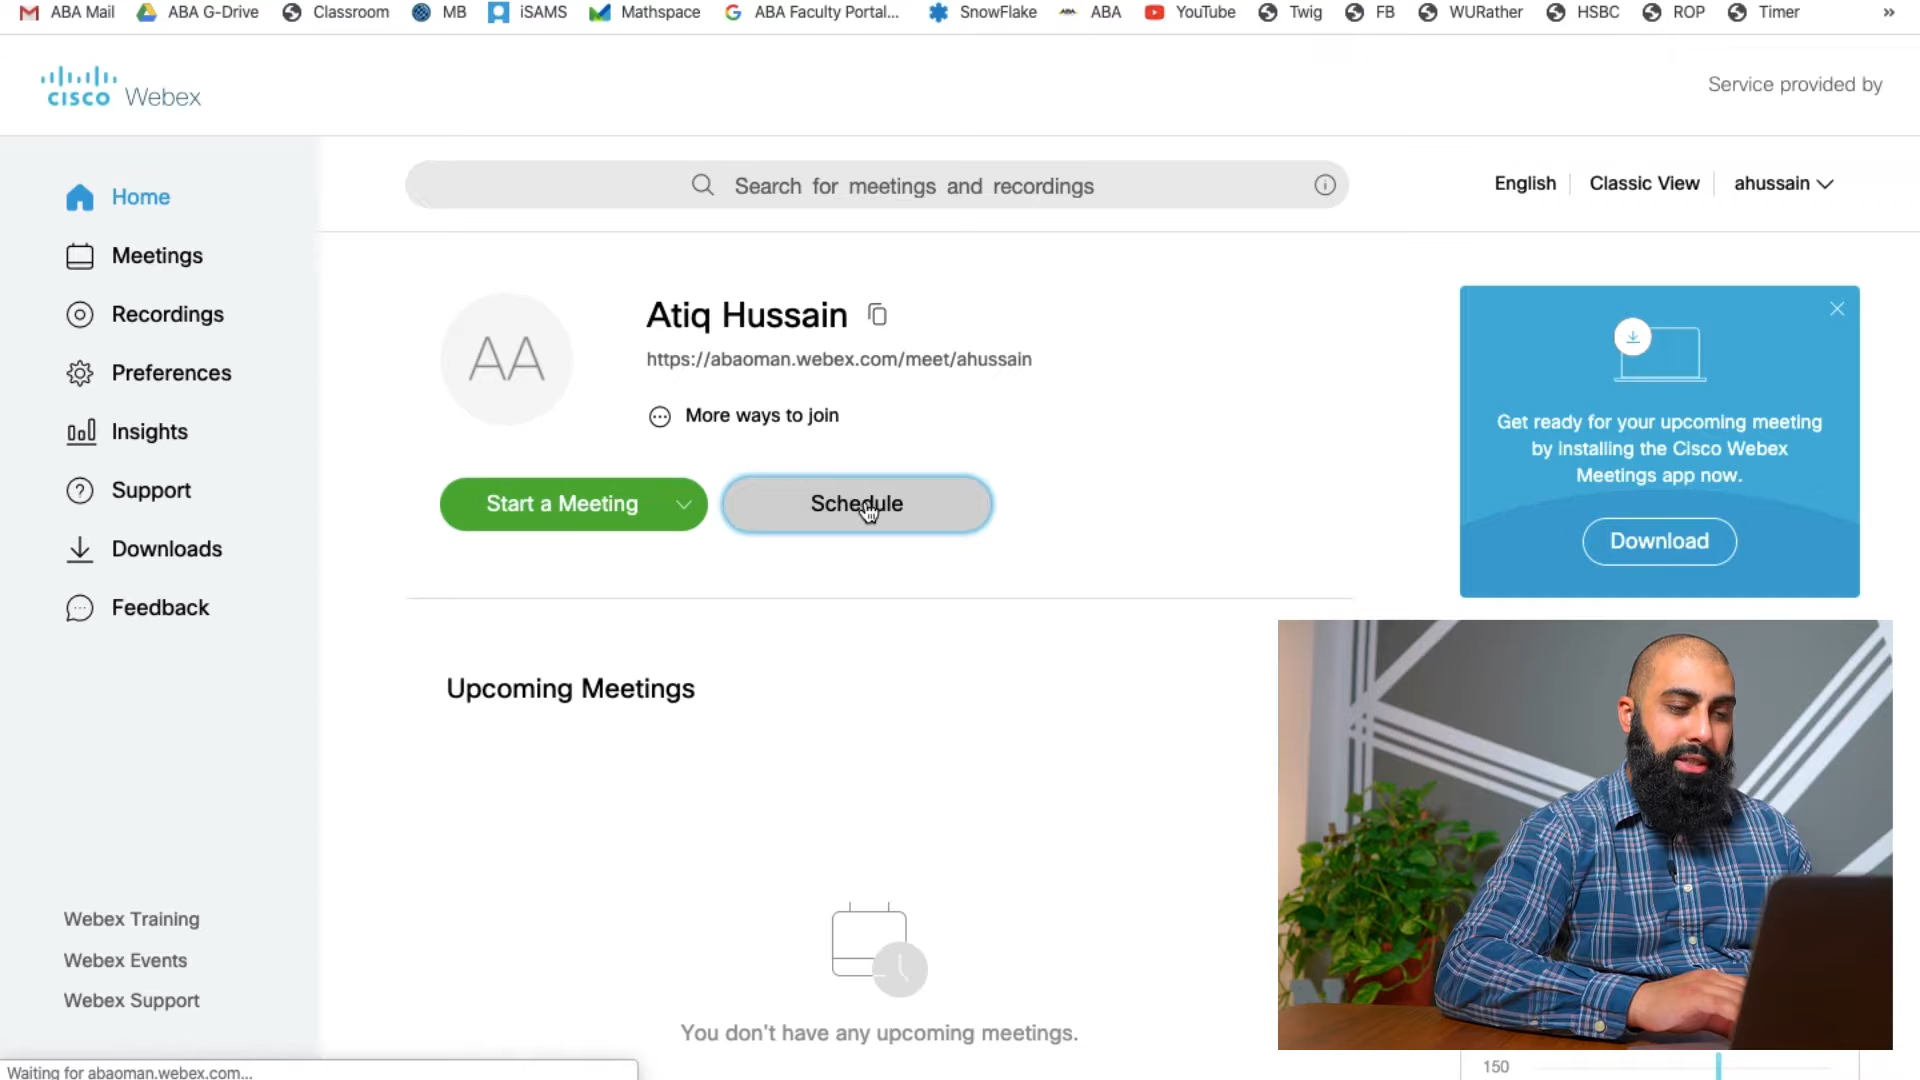 ABA Mail ABA G-Drive Classroom MB iSAMS Mathspace ABA Faculty Portal... SnowFlake ABA YouTube Twig FB WURather HSBC ROP Timer »
cisco Webex
Service provided by
Home
Search for meetings and recordings
English Classic View ahussain
Meetings
Recordings
Preferences
Insights
Support
Downloads
Feedback
AA
Atiq Hussain
https://abaoman.webex.com/meet/ahussain
More ways to join
Start a Meeting
Schedule
Get ready for your upcoming meeting
by installing the Cisco Webex
Meetings app now.
Download
Upcoming Meetings
You don't have any upcoming meetings.
Webex Training
Webex Events
Webex Support
Waiting for abaoman.webex.com...
150